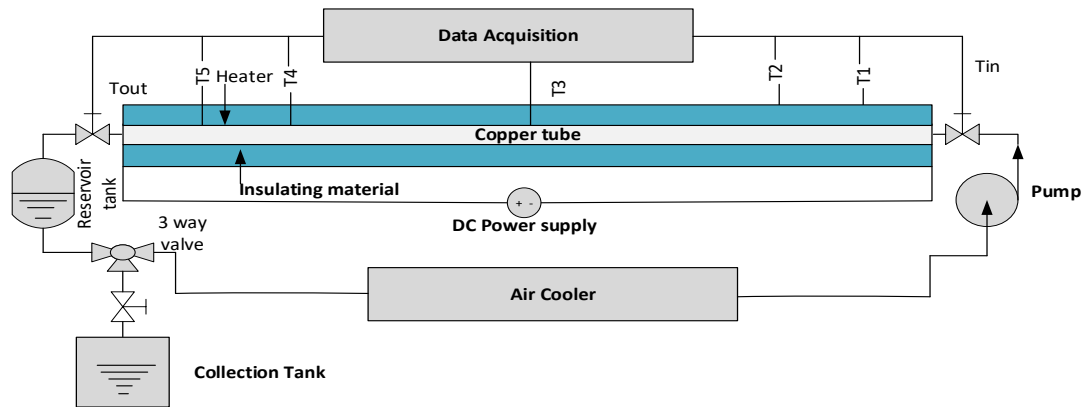 Data Acquisition
Tout
T5
Heater
T4
T3
T2
T1
Tin
Copper tube
Reservoir
tank
Insulating material
+ -
DC Power supply
Pump
3 way
valve
Air Cooler
Collection Tank